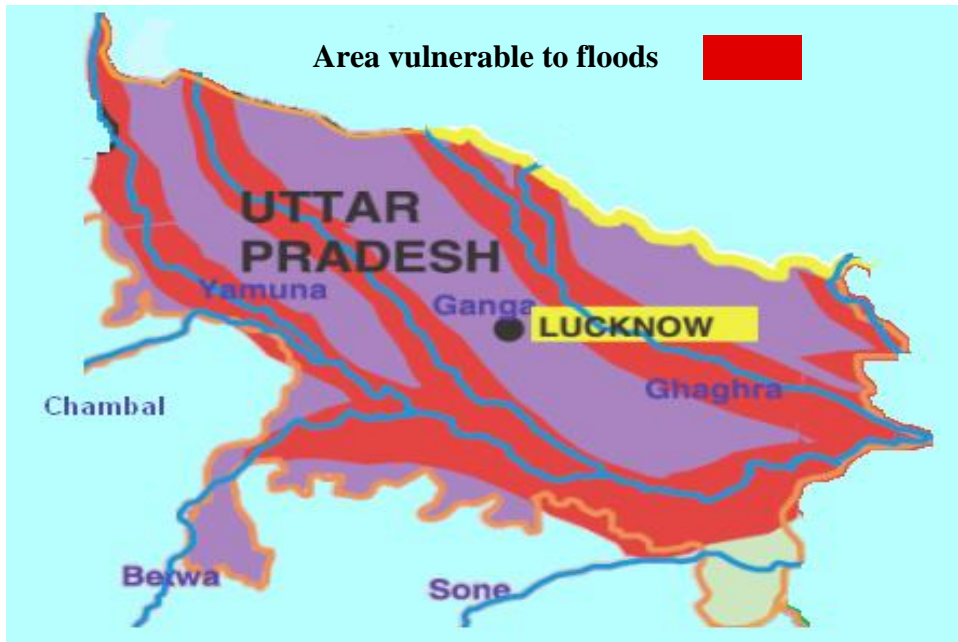 Area vulnerable to floods
UTTAR
PRADESH
Yamuna
Ganga
LUCKNOW
Ghaghra
Chambal
Betwa
Sone